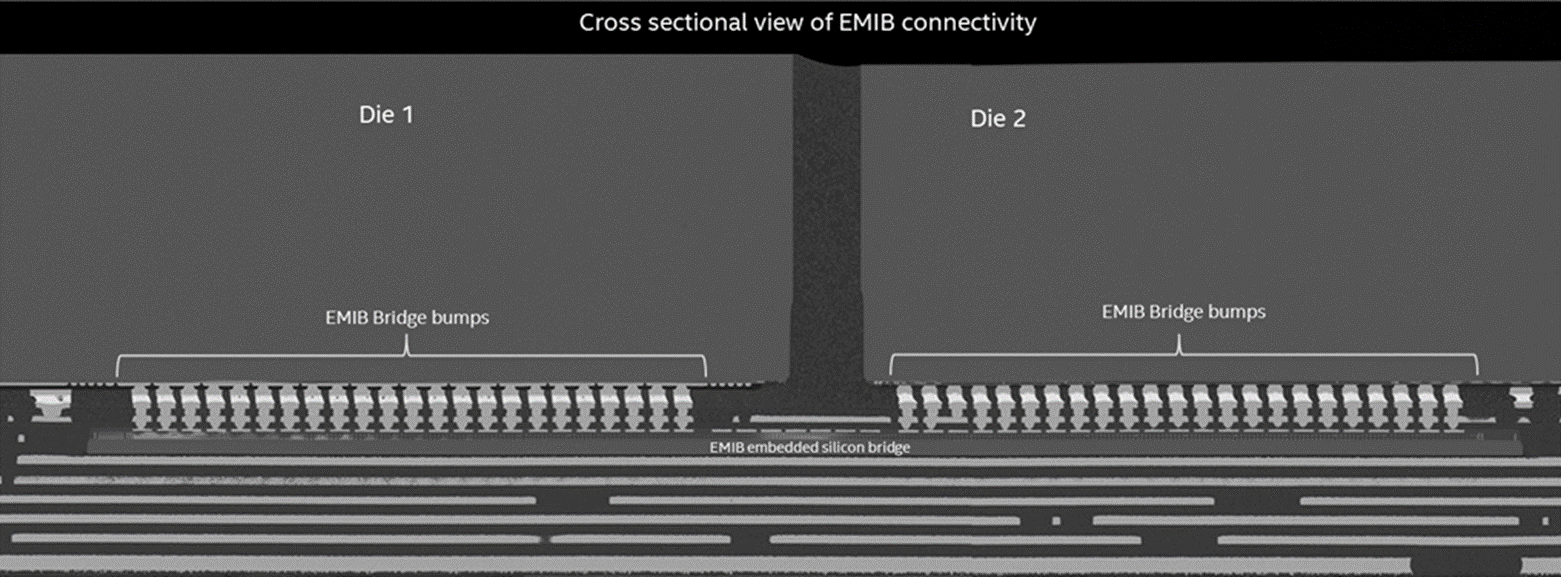 Cross sectional view of EMIB connectivity
Die 1
Die 2
EMIB Bridge bumps
EMIB Bridge bumps
EMIB embedded silicon bridge